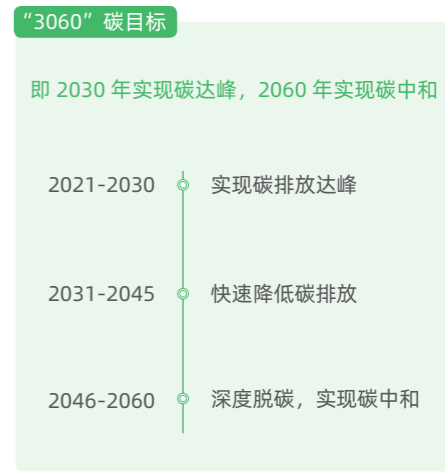 “3060”碳目标
即 2030 年实现碳达峰，2060 年实现碳中和
2021-2030 实现碳排放达峰
2031-2045 快速降低碳排放
2046-2060 深度脱碳，实现碳中和